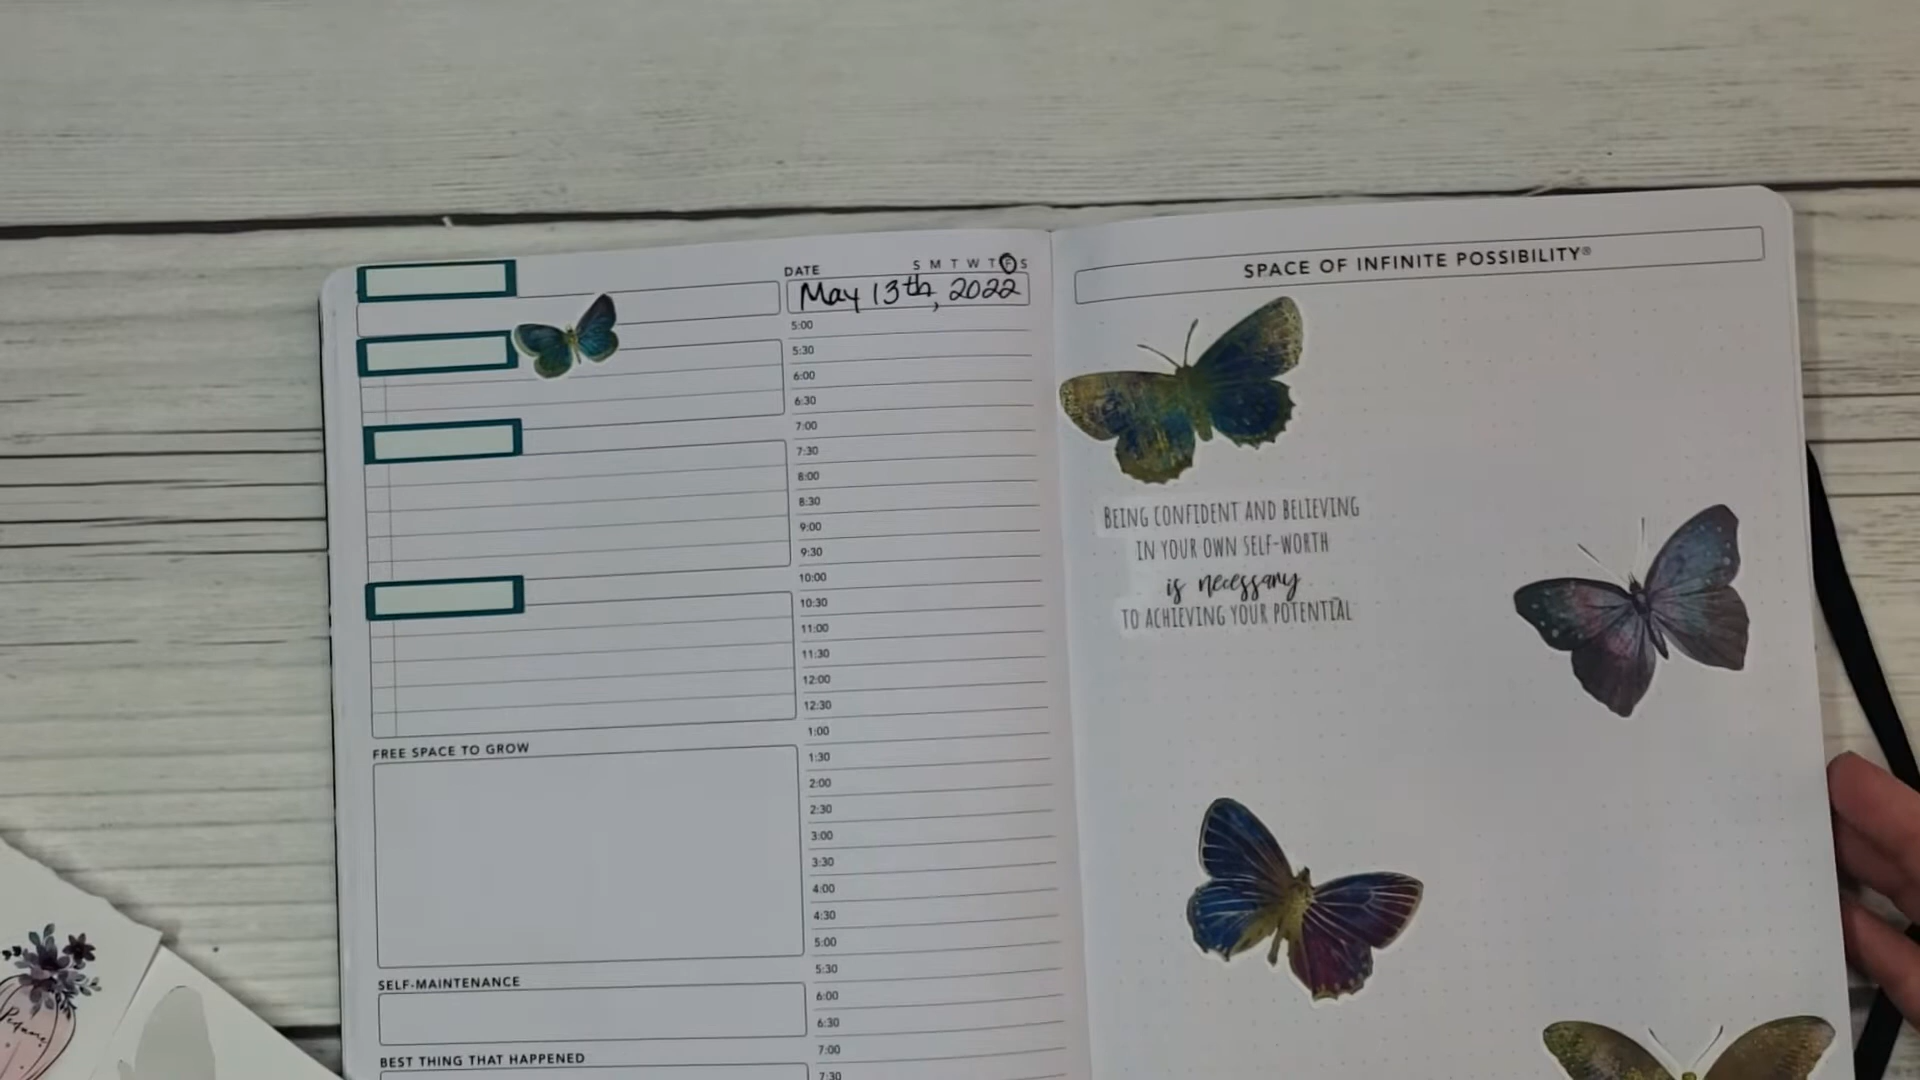 DATE
S M T W T F S
May 13th, 2022
5:00
5:30
6:00
6:30
7:00
7:30
8:00
8:30
9:00
9:30
10:00
10:30
11:00
11:30
12:00
12:30
1:00
1:30
2:00
2:30
3:00
3:30
4:00
4:30
5:00
5:30
6:00
6:30
7:00
7:30
FREE SPACE TO GROW
SELF-MAINTENANCE
BEST THING THAT HAPPENED
SPACE OF INFINITE POSSIBILITY®
BEING CONFIDENT AND BELIEVING
IN YOUR OWN SELF-WORTH
is necessary
TO ACHIEVING YOUR POTENTIAL